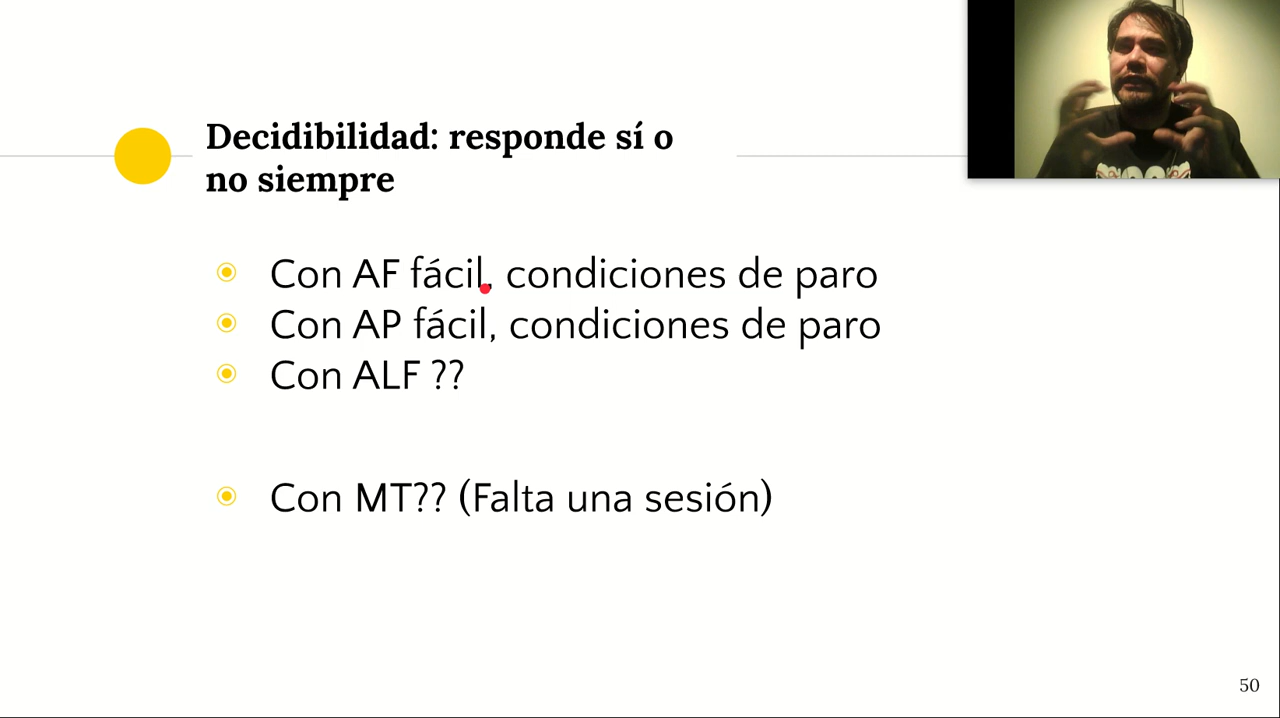 Decidibilidad: responde sí o
no siempre
Con AF fácil, condiciones de paro
Con AP fácil, condiciones de paro
Con ALF ??
Con MT?? (Falta una sesión)
50